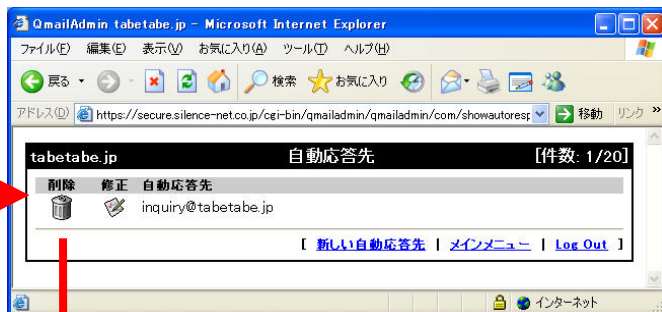 QmailAdmin tabetabe.jp - Microsoft Internet Explorer
ファイル(F) 編集(E) 表示(V) お気に入り(A) ツール(T) ヘルプ(H)
戻る 検索 お気に入り
アドレス(D) https://secure.silence-net.co.jp/cgi-bin/qmailadmin/qmailadmin/com/showautoresp 移動 リンク »
tabetabe.jp 自動応答先 [件数: 1/20]
削除 修正 自動応答先
inquiry@tabetabe.jp
[ 新しい自動応答先 | メインメニュー | Log Out ]
インターネット